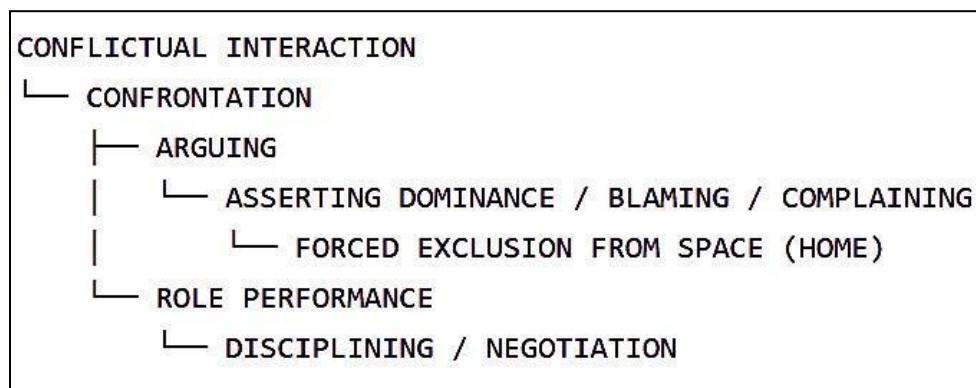 CONFLICTUAL INTERACTION
└── CONFRONTATION
    ├── ARGUING
    │   └── ASSERTING DOMINANCE / BLAMING / COMPLAINING
    │       └── FORCED EXCLUSION FROM SPACE (HOME)
    └── ROLE PERFORMANCE
        └── DISCIPLINING / NEGOTIATION